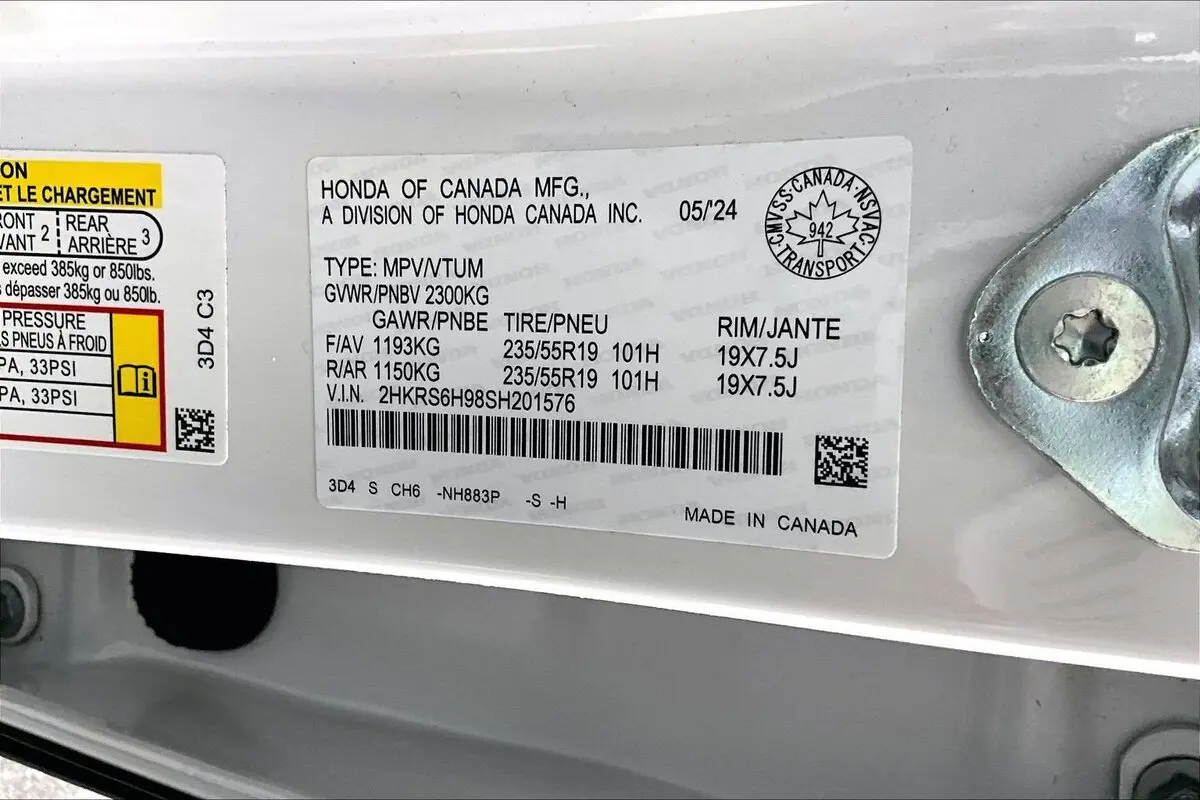 ON
ET LE CHARGEMENT
RONT
VANT 2
REAR
ARRIÈRE 3
exceed 385kg or 850lbs.
s dépasser 385kg ou 850lb.
PRESSURE
S PNEUS À FROID
PA, 33PSI
PA, 33PSI
3D4 C3
HONDA OF CANADA MFG.,
A DIVISION OF HONDA CANADA INC. 05/'24
CMVSS·CANADA·NSVAC·TRANSPORT·
942
TYPE: MPV/VTUM
GVWR/PNBV 2300KG
GAWR/PNBE TIRE/PNEU RIM/JANTE
F/AV 1193KG 235/55R19 101H 19X7.5J
R/AR 1150KG 235/55R19 101H 19X7.5J
V.I.N. 2HKRS6H98SH201576
3D4 S CH6 -NH883P -S -H
MADE IN CANADA